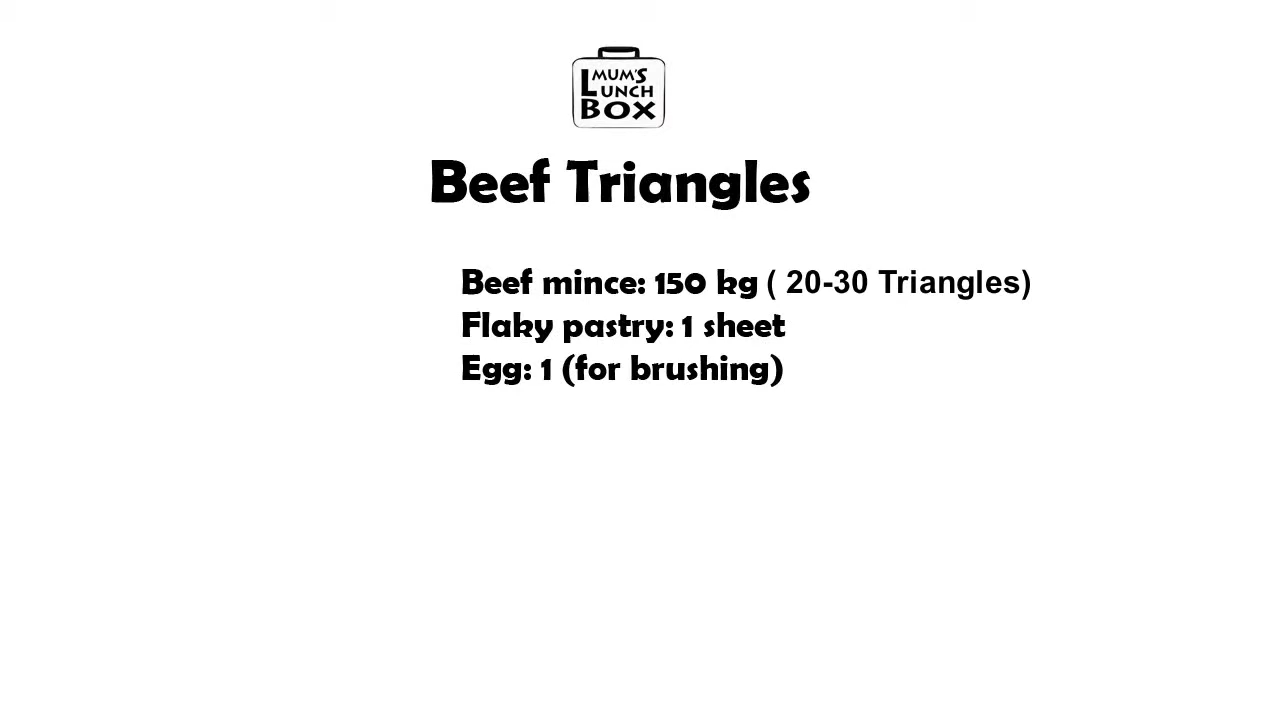 MUM'S
LUNCH
BOX
Beef Triangles
Beef mince: 150 kg ( 20-30 Triangles)
Flaky pastry: 1 sheet
Egg: 1 (for brushing)